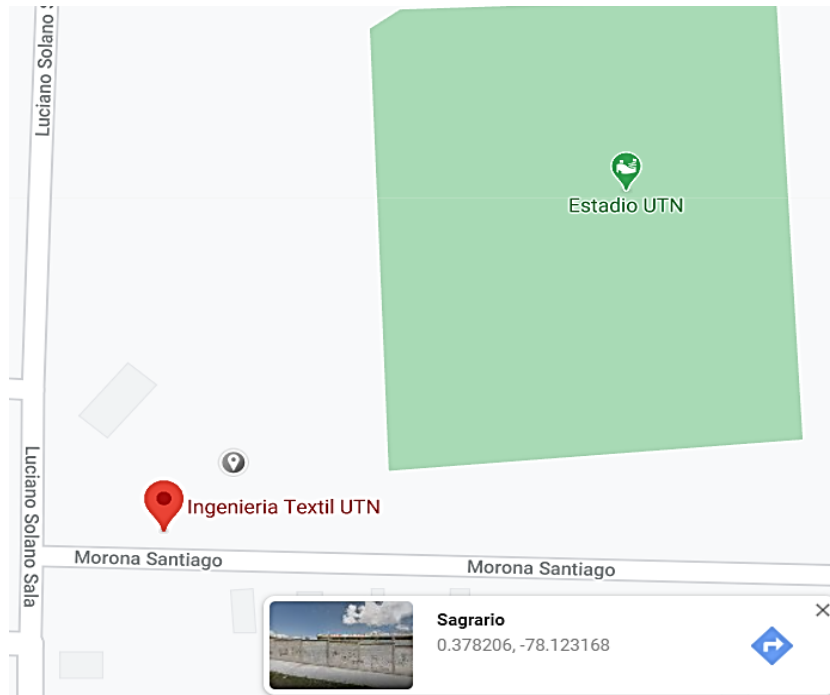 Luciano Solano S
Estadio UTN
Luciano Solano Sala
Ingenieria Textil UTN
Morona Santiago
Morona Santiago
Sagrario
0.378206, -78.123168